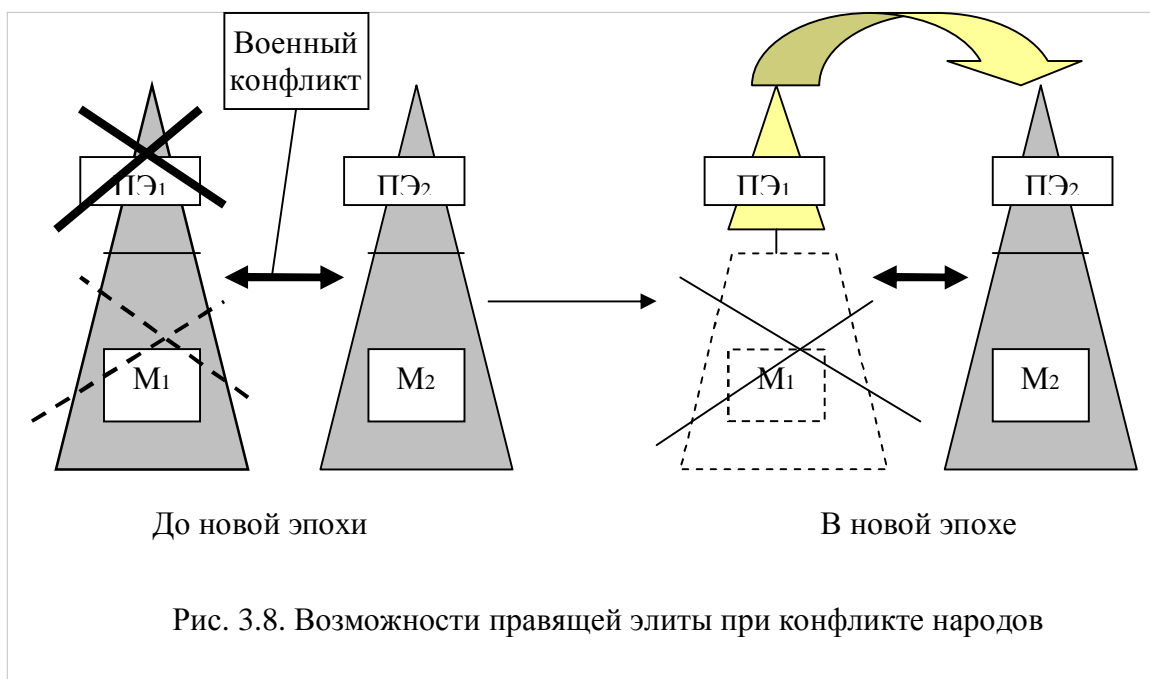 Военный
конфликт
ПЭ1
ПЭ2
ПЭ1
ПЭ2
М1
М2
М1
М2
До новой эпохи
В новой эпохе
Рис. 3.8. Возможности правящей элиты при конфликте народов